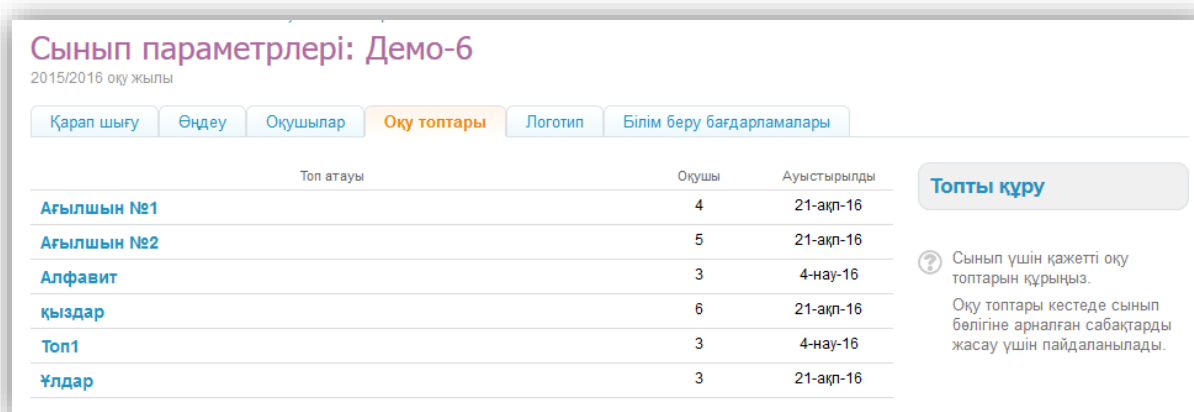 Сынып параметрлері: Демо-6
2015/2016 оқу жылы
Қарап шығу Өңдеу Оқушылар Оқу топтары Логотип Білім беру бағдарламалары
Топ атауы Оқушы Ауыстырылды
Ағылшын №1 4 21-ақп-16
Ағылшын №2 5 21-ақп-16
Алфавит 3 4-нау-16
қыздар 6 21-ақп-16
Топ1 3 4-нау-16
Ұлдар 3 21-ақп-16
Топты құру
Сынып үшін қажетті оқу
топтарын құрыңыз.
Оқу топтары кестеде сынып
бөлігіне арналған сабақтарды
жасау үшін пайдаланылады.